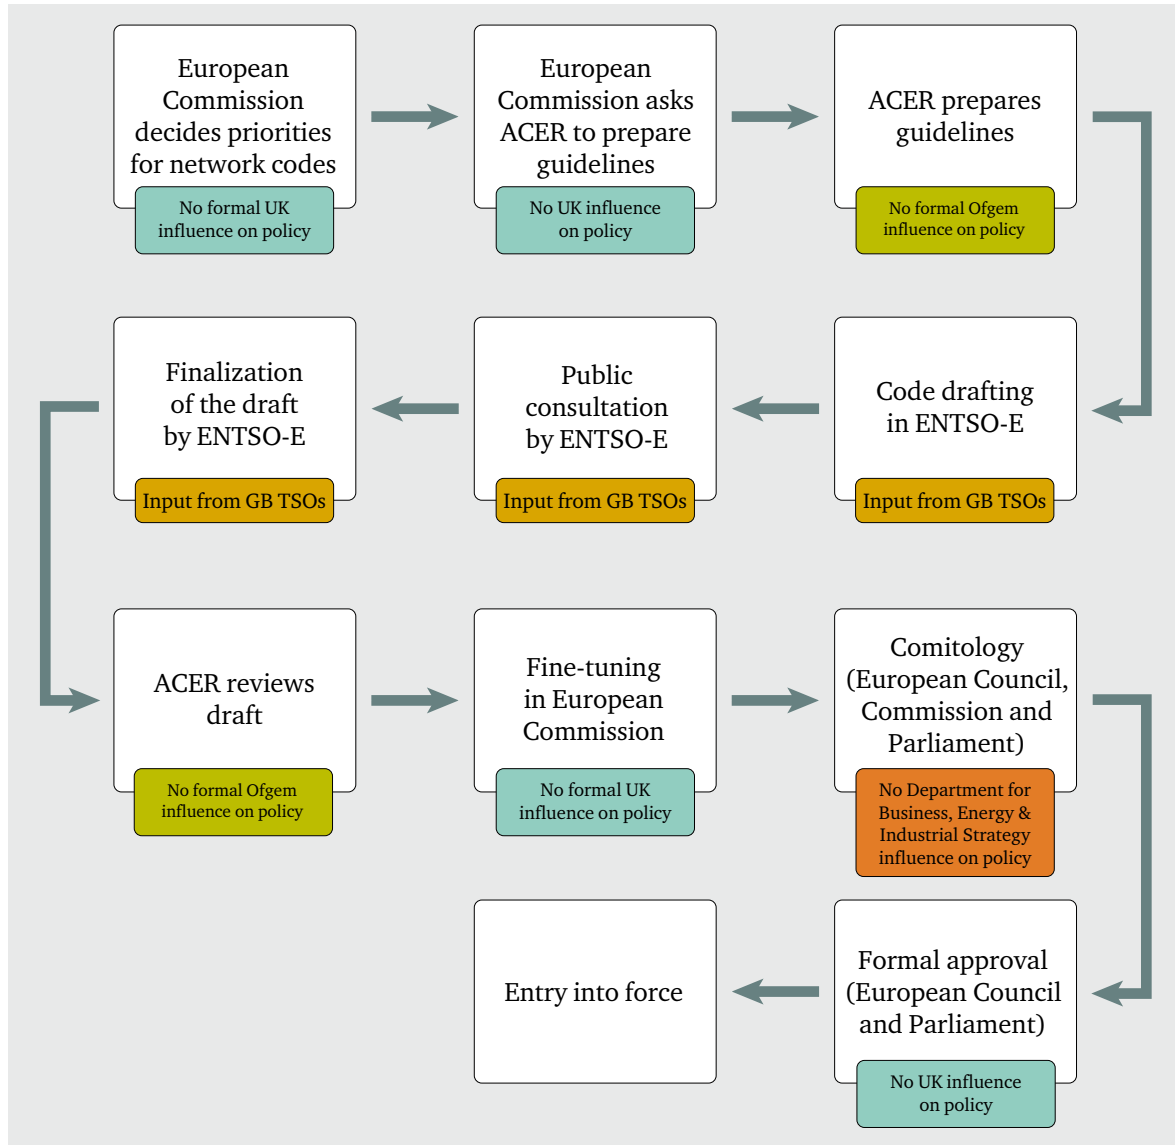 European
Commission
decides priorities
for network codes
No formal UK
influence on policy
European
Commission asks
ACER to prepare
guidelines
No UK influence
on policy
ACER prepares
guidelines
No formal Ofgem
influence on policy
Code drafting
in ENTSO-E
Input from GB TSOs
Public
consultation
by ENTSO-E
Input from GB TSOs
Finalization
of the draft
by ENTSO-E
Input from GB TSOs
ACER reviews
draft
No formal Ofgem
influence on policy
Fine-tuning
in European
Commission
No formal UK
influence on policy
Comitology
(European Council,
Commission and
Parliament)
No Department for
Business, Energy &
Industrial Strategy
influence on policy
Formal approval
(European Council
and Parliament)
No UK influence
on policy
Entry into force